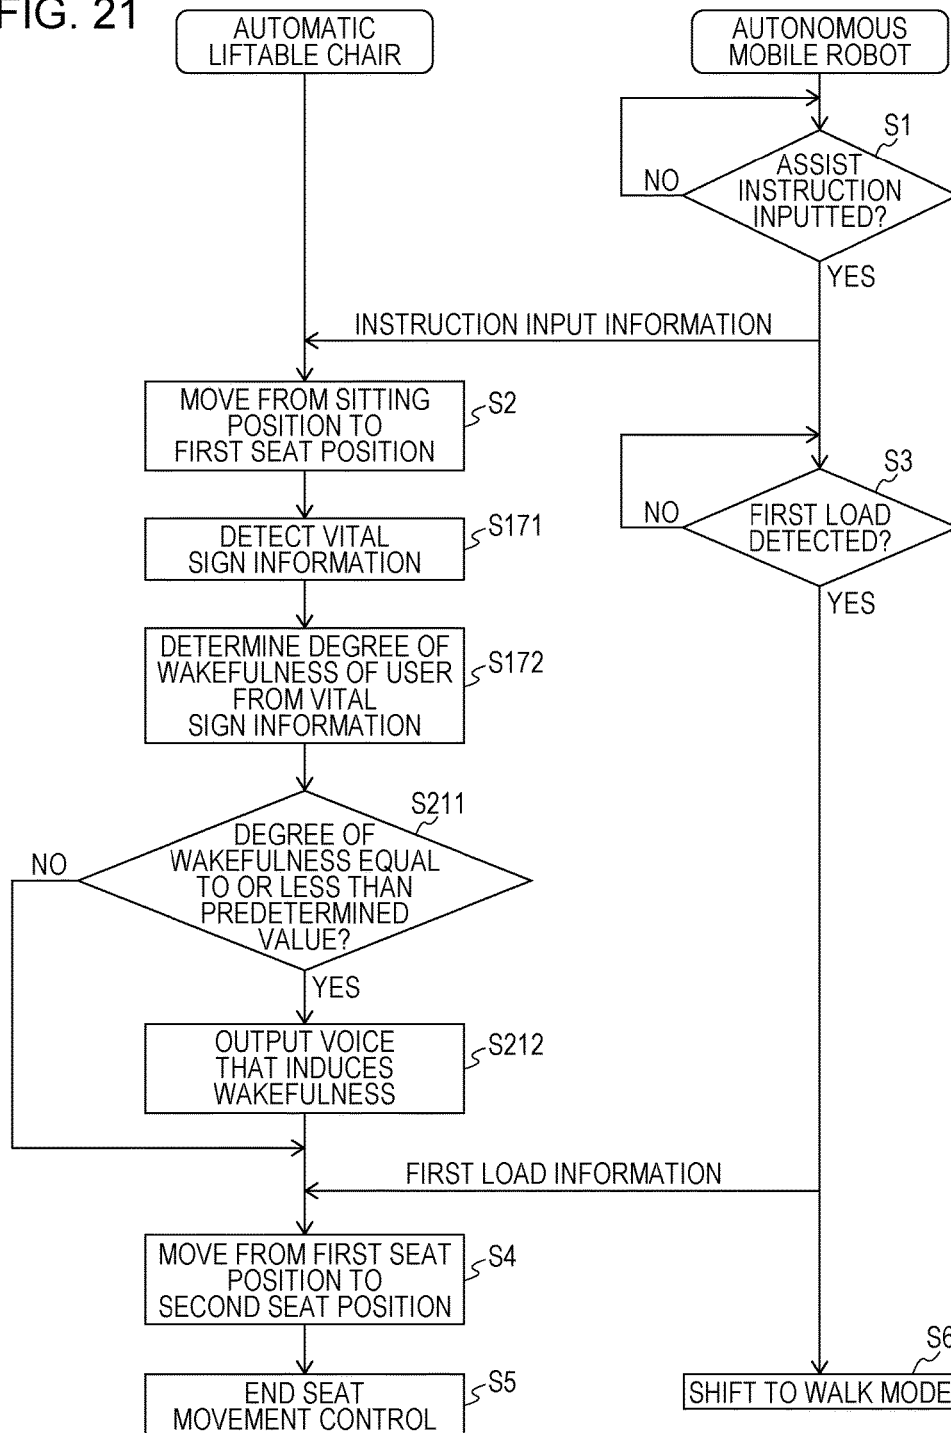 FIG. 21
AUTOMATIC
LIFTABLE CHAIR
AUTONOMOUS
MOBILE ROBOT
S1
ASSIST
INSTRUCTION
INPUTTED?
NO
YES
INSTRUCTION INPUT INFORMATION
MOVE FROM SITTING
POSITION TO
FIRST SEAT POSITION
S2
S3
FIRST LOAD
DETECTED?
NO
YES
DETECT VITAL
SIGN INFORMATION
S171
DETERMINE DEGREE OF
WAKEFULNESS OF USER
FROM VITAL
SIGN INFORMATION
S172
S211
DEGREE OF
WAKEFULNESS EQUAL
TO OR LESS THAN
PREDETERMINED
VALUE?
NO
YES
OUTPUT VOICE
THAT INDUCES
WAKEFULNESS
S212
FIRST LOAD INFORMATION
MOVE FROM FIRST SEAT
POSITION TO
SECOND SEAT POSITION
S4
END SEAT
MOVEMENT CONTROL
S5
S6
SHIFT TO WALK MODE